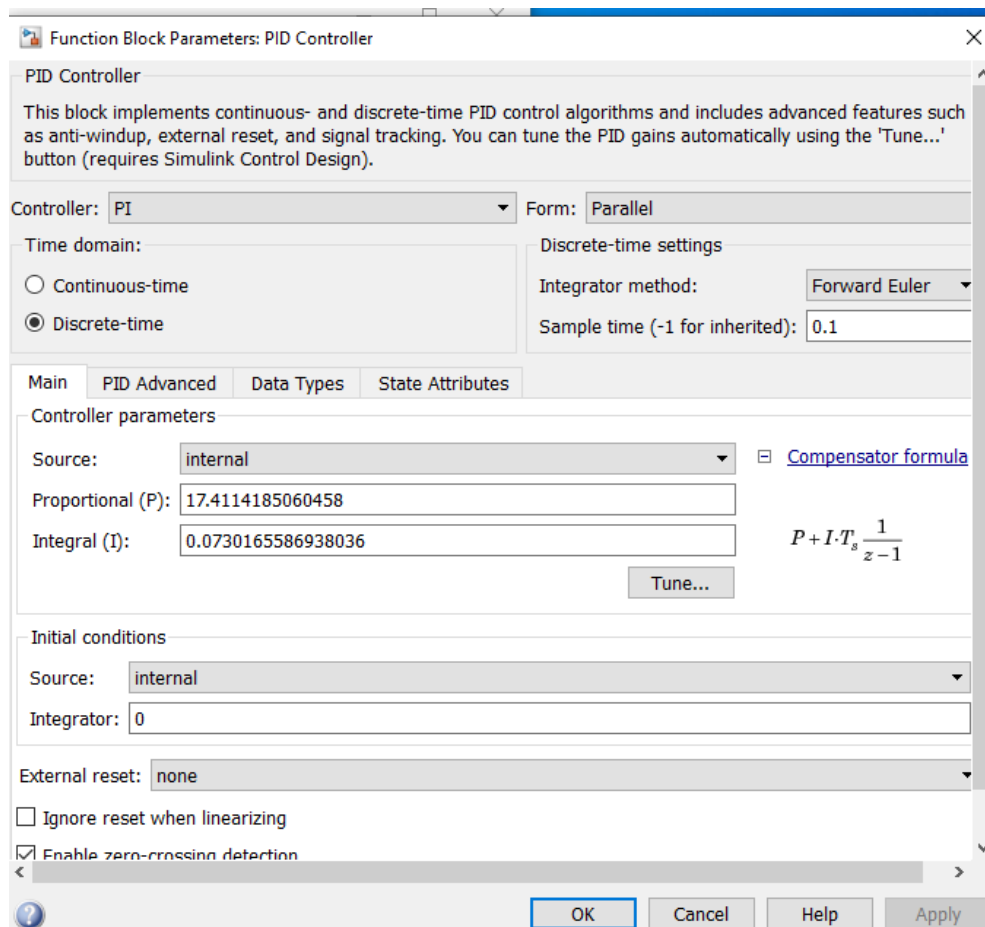 Function Block Parameters: PID Controller
PID Controller
This block implements continuous- and discrete-time PID control algorithms and includes advanced features such
as anti-windup, external reset, and signal tracking. You can tune the PID gains automatically using the 'Tune...'
button (requires Simulink Control Design).
Controller: PI Form: Parallel
Time domain:
Continuous-time
Discrete-time
Discrete-time settings
Integrator method: Forward Euler
Sample time (-1 for inherited): 0.1
Main PID Advanced Data Types State Attributes
Controller parameters
Source: internal
Compensator formula
Proportional (P): 17.4114185060458
Integral (I): 0.0730165586938036
P+I·Ts 1/(z−1)
Tune...
Initial conditions
Source: internal
Integrator: 0
External reset: none
Ignore reset when linearizing
Enable zero-crossing detection
OK Cancel Help Apply